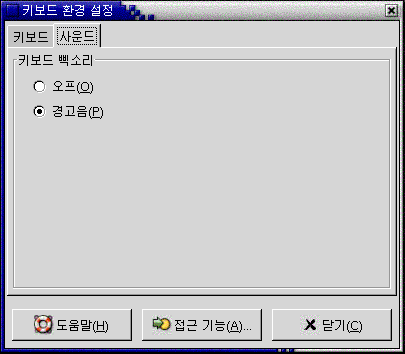 키보드 환경 설정
키보드 사운드
키보드 삑소리
오프(O)
경고음(P)
도움말(H) 접근 기능(A)... 닫기(C)